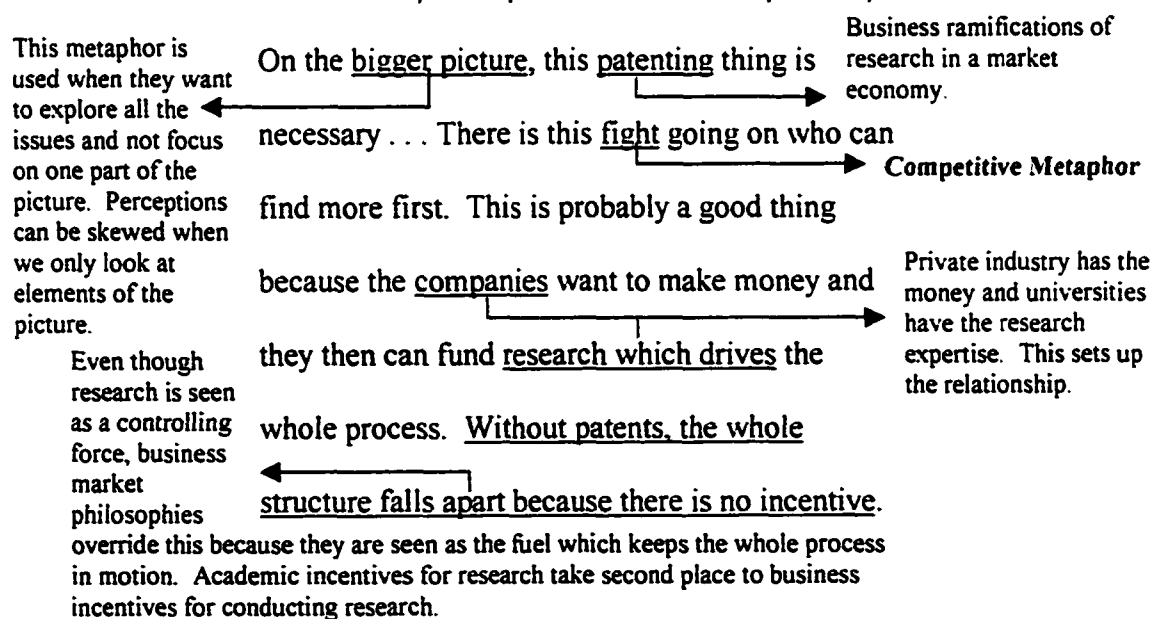 This metaphor is
used when they want
to explore all the
issues and not focus
on one part of the
picture. Perceptions
can be skewed when
we only look at
elements of the
picture.
On the bigger picture, this patenting thing is
necessary . . . There is this fight going on who can
find more first. This is probably a good thing
because the companies want to make money and
they then can fund research which drives the
whole process. Without patents, the whole
structure falls apart because there is no incentive.
Business ramifications of
research in a market
economy.
Competitive Metaphor
Private industry has the
money and universities
have the research
expertise. This sets up
the relationship.
Even though
research is seen
as a controlling
force, business
market
philosophies
override this because they are seen as the fuel which keeps the whole process
in motion. Academic incentives for research take second place to business
incentives for conducting research.